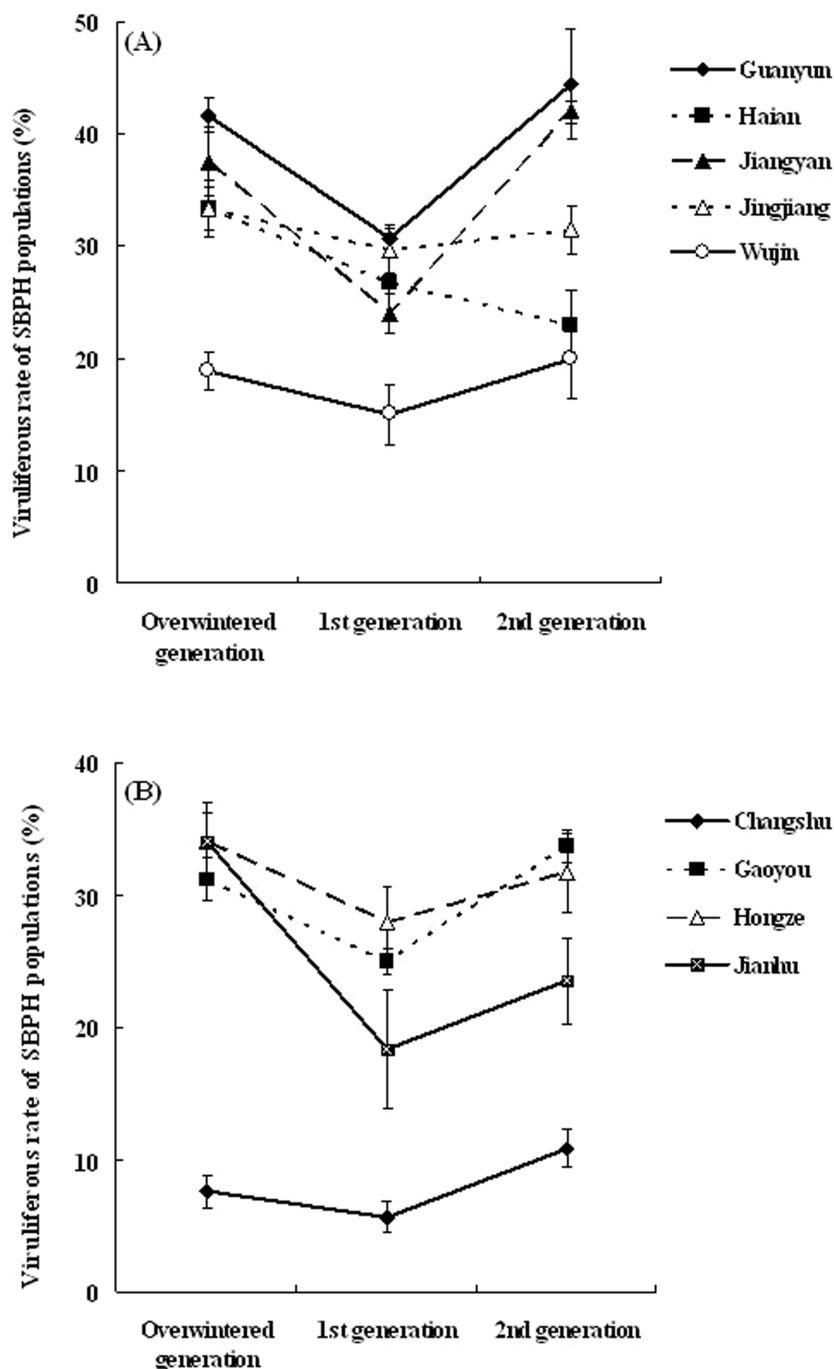 (A)
Viruliferous rate of SBPH populations (%)
50
40
30
20
10
0
Overwintered
generation
1st generation
2nd generation
Guanyun
Haian
Jiangyan
Jingjiang
Wujin
(B)
Viruliferous rate of SBPH populations (%)
40
30
20
10
0
Overwintered
generation
1st generation
2nd generation
Changshu
Gaoyou
Hongze
Jianhu